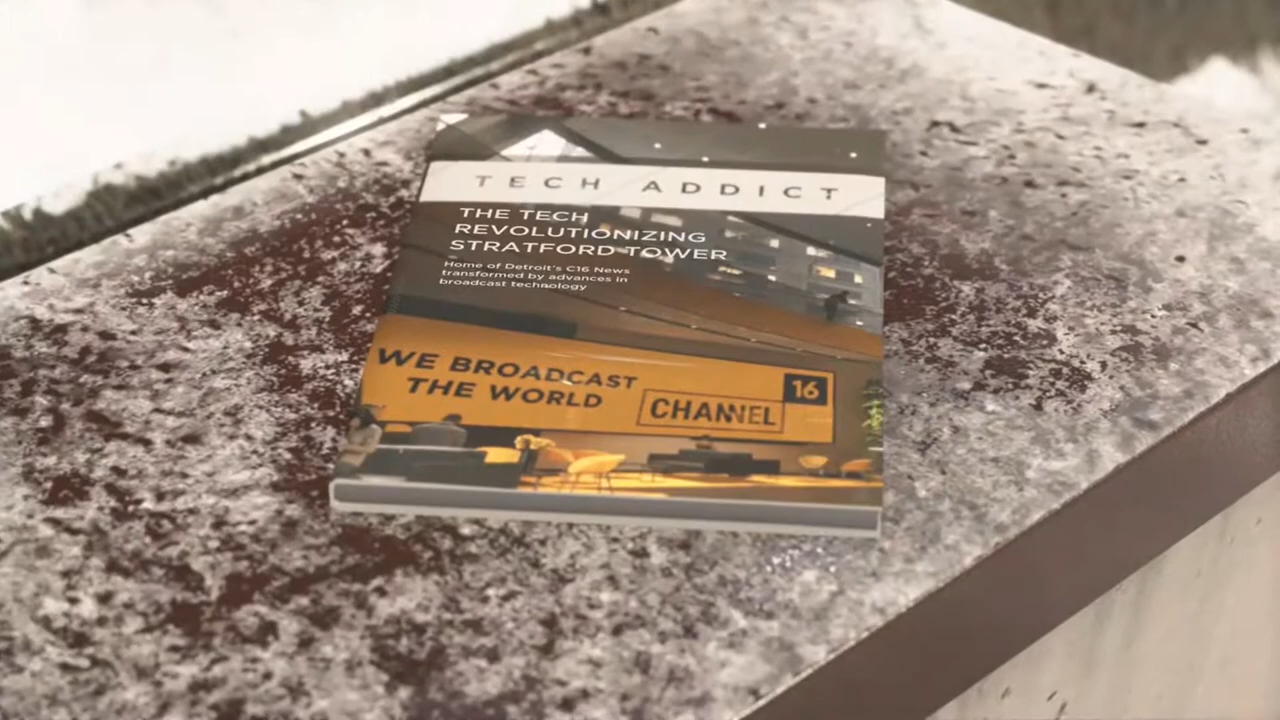 TECH ADDICT
THE TECH
REVOLUTIONIZING
STRATFORD TOWER
Home of Detroit's C16 News
transformed by advances in
broadcast technology
WE BROADCAST
THE WORLD
16
CHANNEL